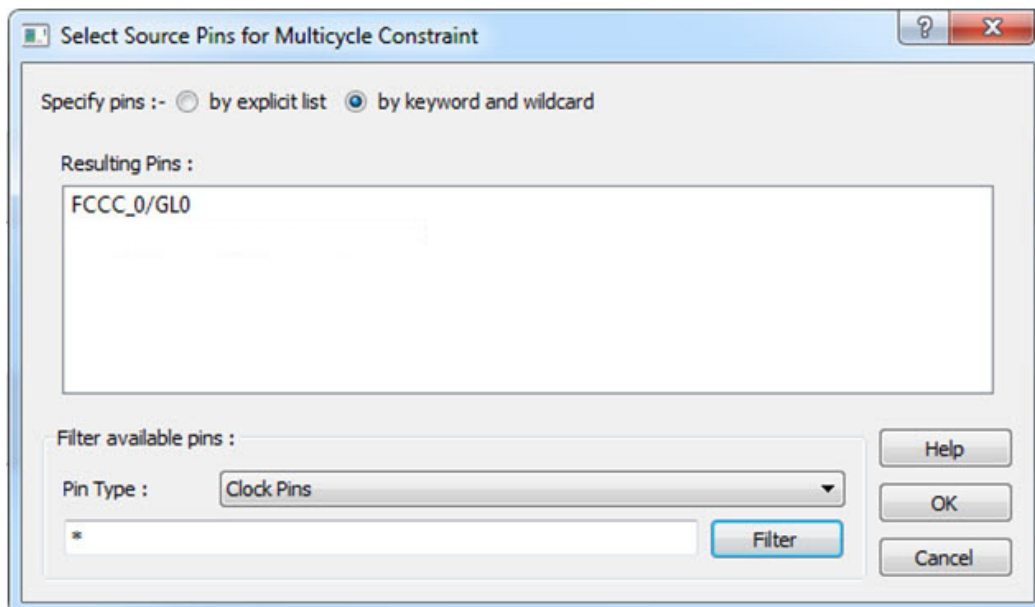 Select Source Pins for Multicycle Constraint
Specify pins :- by explicit list by keyword and wildcard
Resulting Pins :
FCCC_0/GL0
Filter available pins :
Help
Pin Type : Clock Pins
OK
* Filter
Cancel